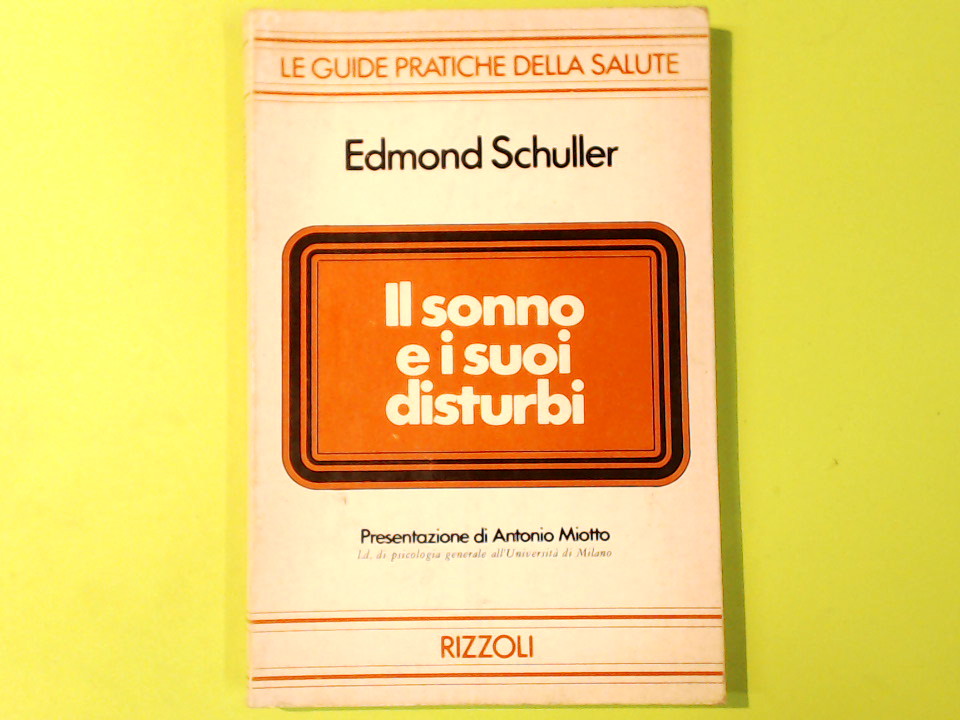 LE GUIDE PRATICHE DELLA SALUTE
Edmond Schuller
Il sonno
e i suoi
disturbi
Presentazione di Antonio Miotto
I.d. di psicologia generale all'Università di Milano
RIZZOLI